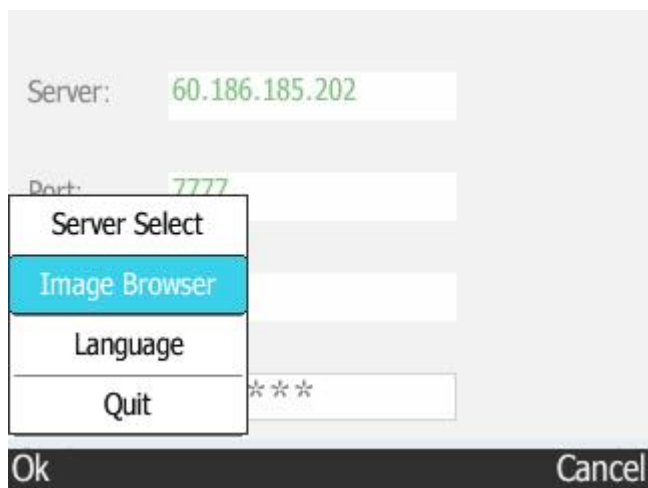 Server: 60.186.185.202
Port: 7777
Server Select
Image Browser
Language
Quit
***
Ok Cancel